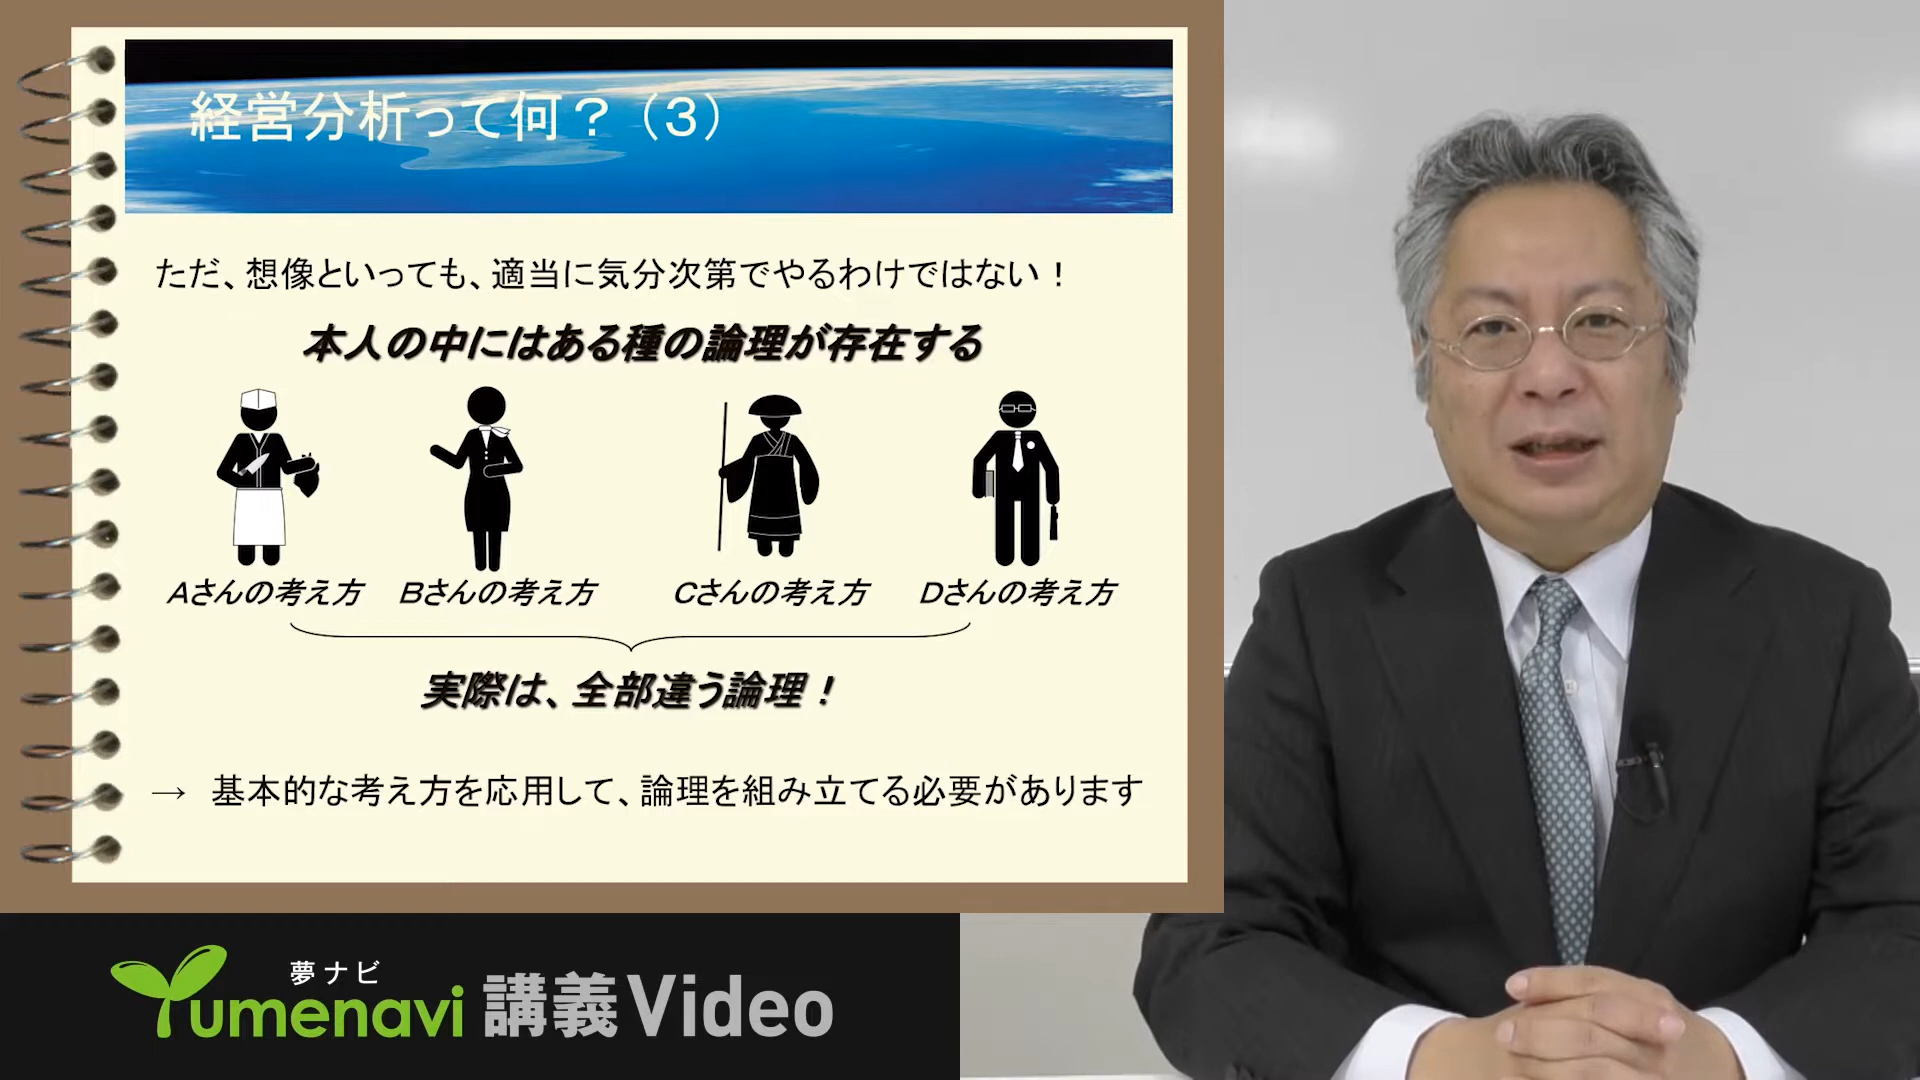 経営分析って何？（３）
ただ、想像といっても、適当に気分次第でやるわけではない！
本人の中にはある種の論理が存在する
Aさんの考え方 Bさんの考え方 Cさんの考え方 Dさんの考え方
実際は、全部違う論理！
→ 基本的な考え方を応用して、論理を組み立てる必要があります
夢ナビ
Yumenavi 講義Video